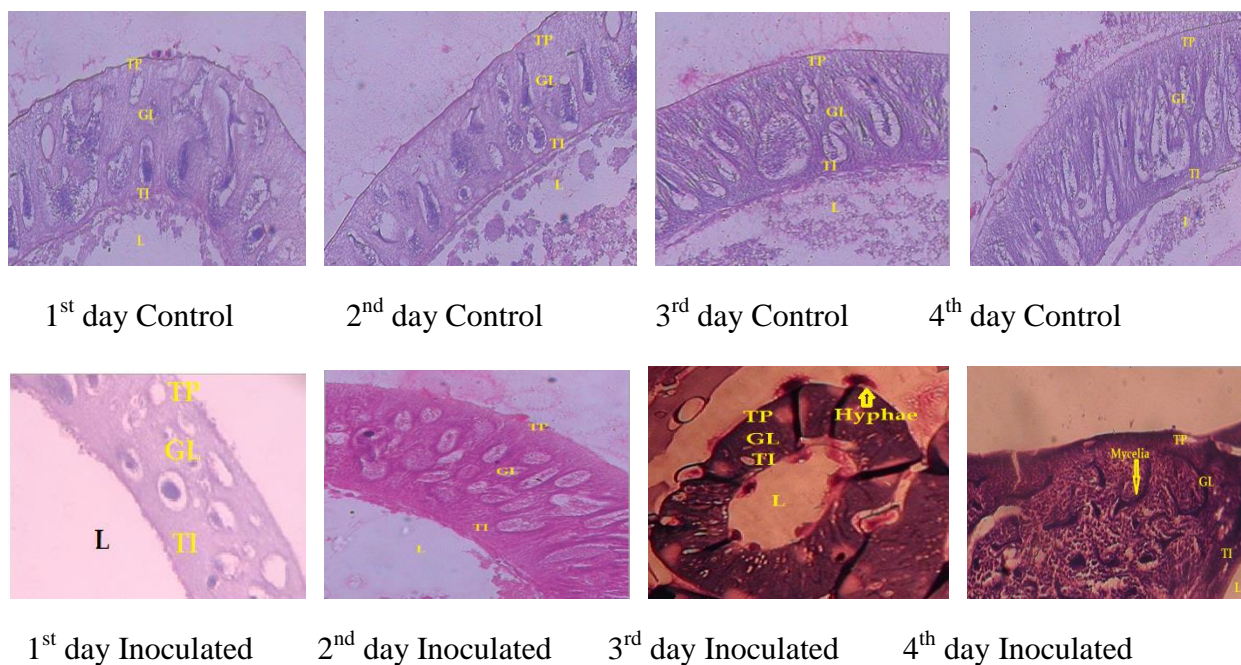 TP
GL
TI
L
TP
GL
TI
L
TP
GL
TI
L
TP
GL
TI
L
1st day Control 2nd day Control 3rd day Control 4th day Control
TP
GL
TI
L
TP
GL
TI
L
Hyphae
TP
GL
TI
L
TP
Mycelia
GL
TI
L
1st day Inoculated 2nd day Inoculated 3rd day Inoculated 4th day Inoculated